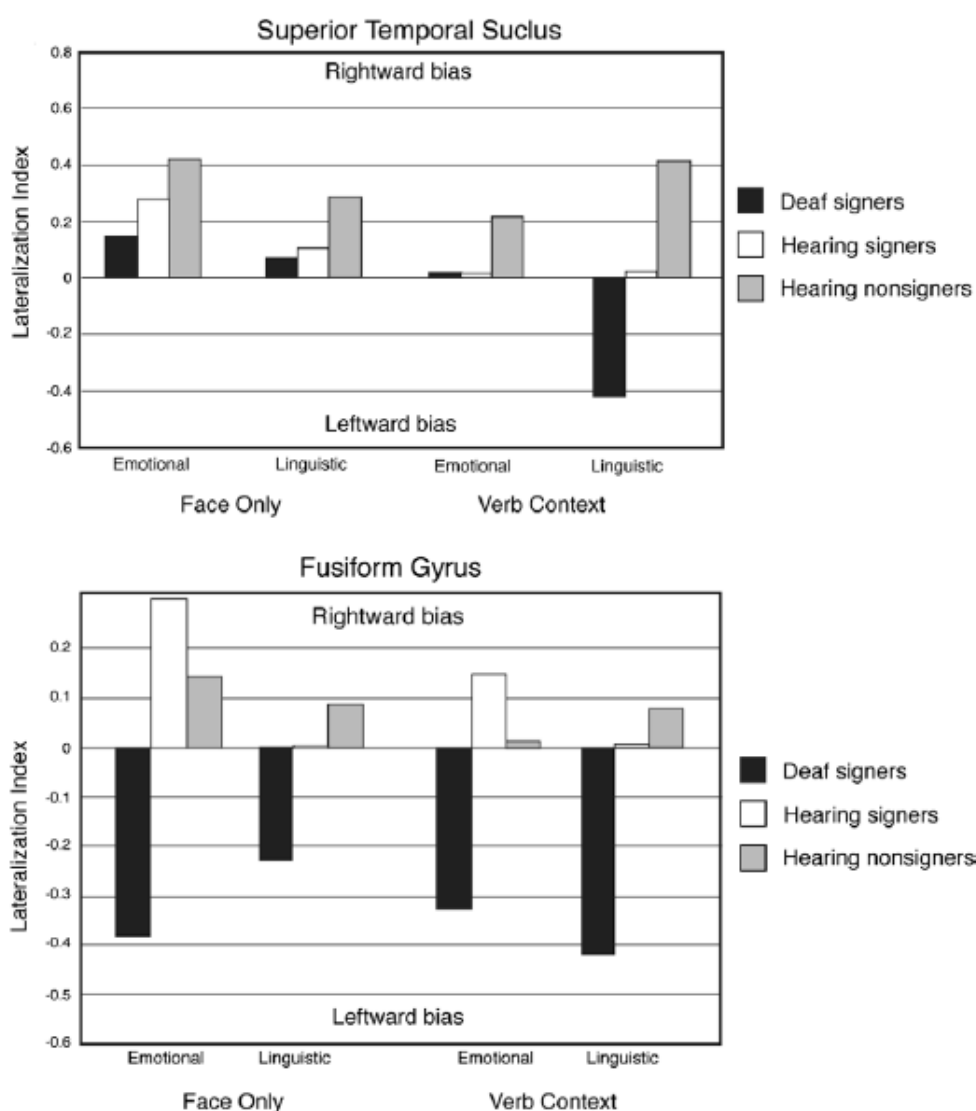 Superior Temporal Suclus
0.8
Rightward bias
0.6
0.4
0.2
0
-0.2
-0.4
Leftward bias
-0.6
Lateralization Index
Deaf signers
Hearing signers
Hearing nonsigners
Emotional Linguistic Emotional Linguistic
Face Only Verb Context
Fusiform Gyrus
Rightward bias
0.2
0.1
0
-0.1
-0.2
-0.3
-0.4
-0.5
Leftward bias
-0.6
Lateralization Index
Deaf signers
Hearing signers
Hearing nonsigners
Emotional Linguistic Emotional Linguistic
Face Only Verb Context